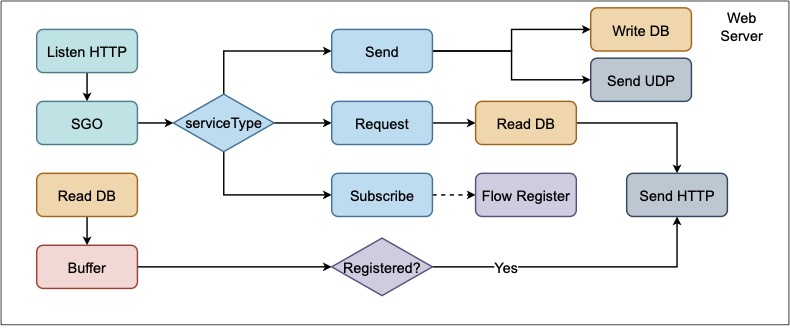 Listen HTTP
Send
Write DB
Web
Server
Send UDP
SGO
serviceType
Request
Read DB
Read DB
Subscribe
Flow Register
Send HTTP
Buffer
Registered?
Yes